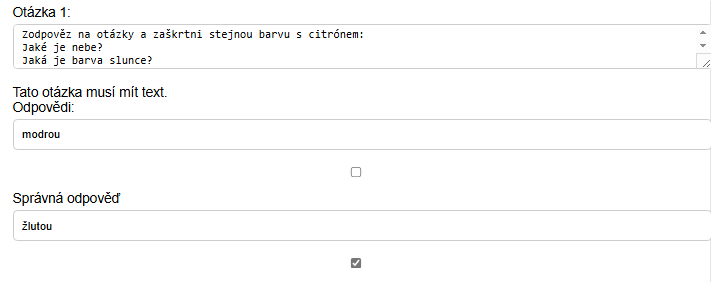 Otázka 1:
Zodpověz na otázky a zaškrtni stejnou barvu s citrónem:
Jaké je nebe?
Jaká je barva slunce?
Tato otázka musí mít text.
Odpovědi:
modrou
Správná odpověď
žlutou